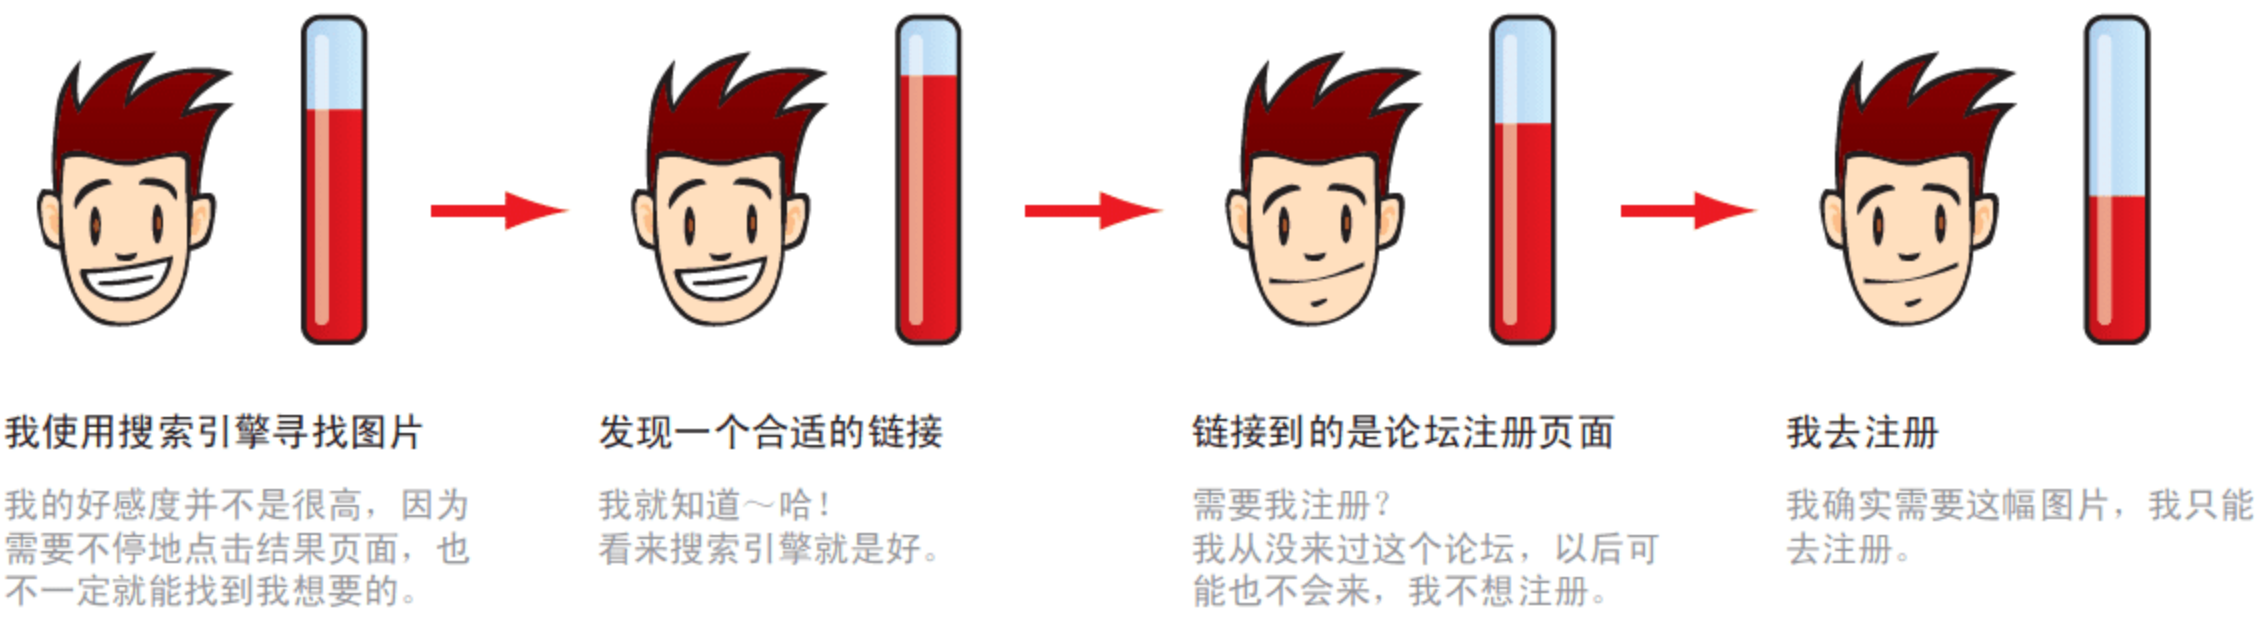 我使用搜索引擎寻找图片
我的好感度并不是很高，因为
需要不停地点击结果页面，也
不一定就能找到我想要的。
发现一个合适的链接
我就知道～哈！
看来搜索引擎就是好。
链接到的是论坛注册页面
需要我注册？
我从没来过这个论坛，以后可
能也不会来，我不想注册。
我去注册
我确实需要这幅图片，我只能
去注册。